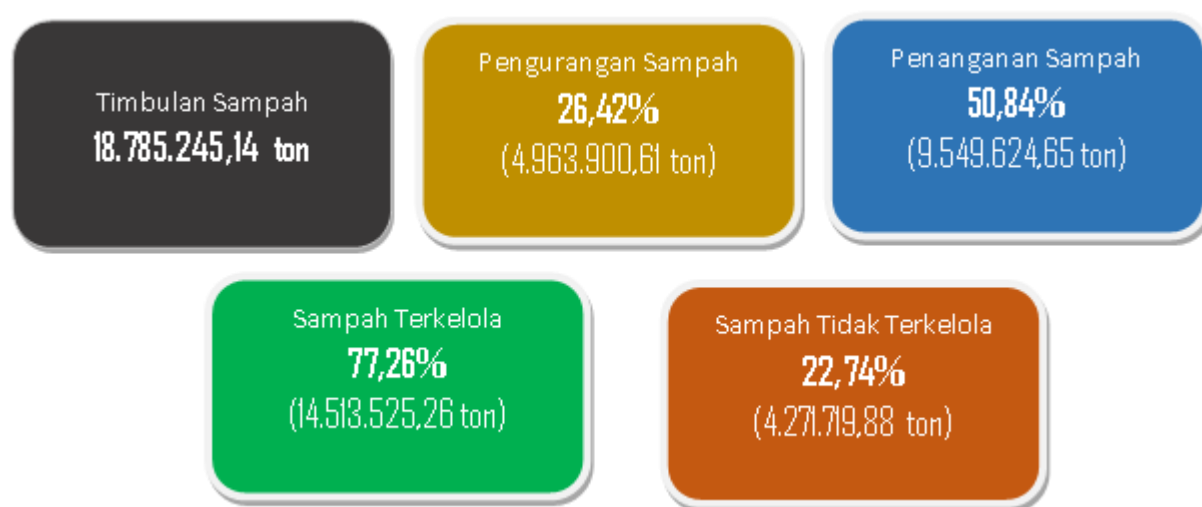 Timbulan Sampah
18.785.245,14 ton
Pengurangan Sampah
26,42%
(4.963.900,61 ton)
Penanganan Sampah
50,84%
(9.549.624,65 ton)
Sampah Terkelola
77,26%
(14.513.525,26 ton)
Sampah Tidak Terkelola
22,74%
(4.271.719,88 ton)